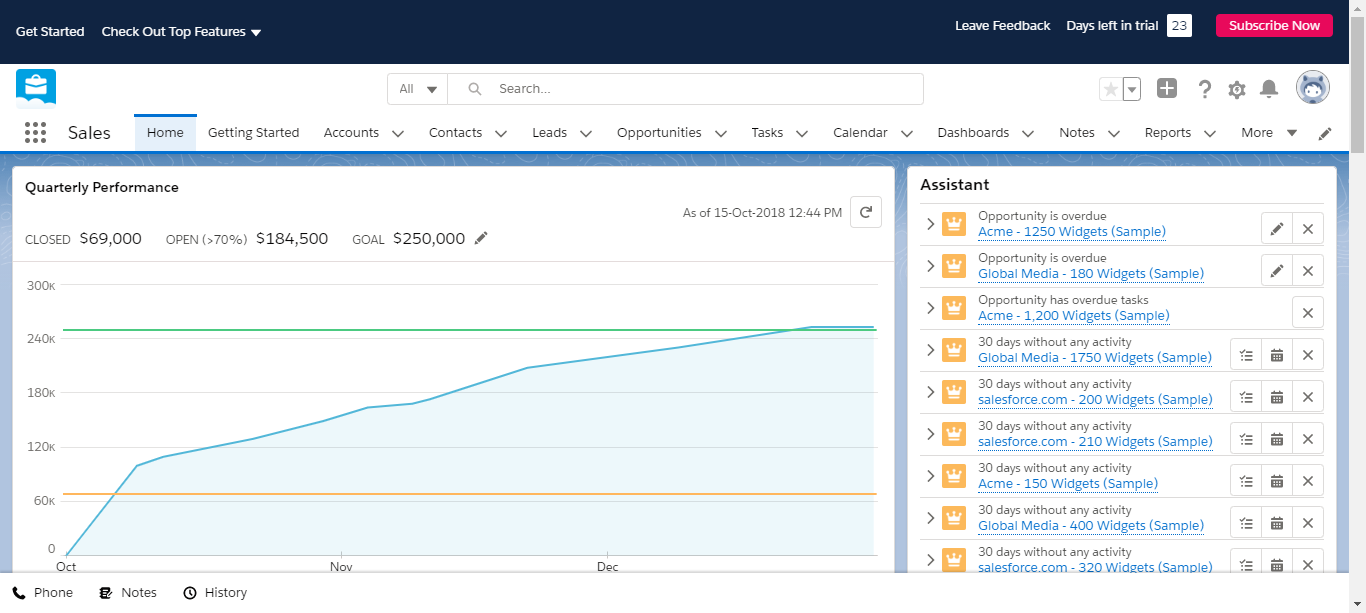 Get Started Check Out Top Features Leave Feedback Days left in trial 23 Subscribe Now
All Search...
Sales Home Getting Started Accounts Contacts Leads Opportunities Tasks Calendar Dashboards Notes Reports More
Quarterly Performance
As of 15-Oct-2018 12:44 PM
CLOSED $69,000 OPEN (>70%) $184,500 GOAL $250,000
300K
240K
180K
120K
60K
0
Oct Nov Dec
Assistant
Opportunity is overdue
Acme - 1250 Widgets (Sample)
Opportunity is overdue
Global Media - 180 Widgets (Sample)
Opportunity has overdue tasks
Acme - 1,200 Widgets (Sample)
30 days without any activity
Global Media - 1750 Widgets (Sample)
30 days without any activity
salesforce.com - 200 Widgets (Sample)
30 days without any activity
salesforce.com - 210 Widgets (Sample)
30 days without any activity
Acme - 150 Widgets (Sample)
30 days without any activity
Global Media - 400 Widgets (Sample)
30 days without any activity
salesforce.com - 320 Widgets (Sample)
Phone Notes History